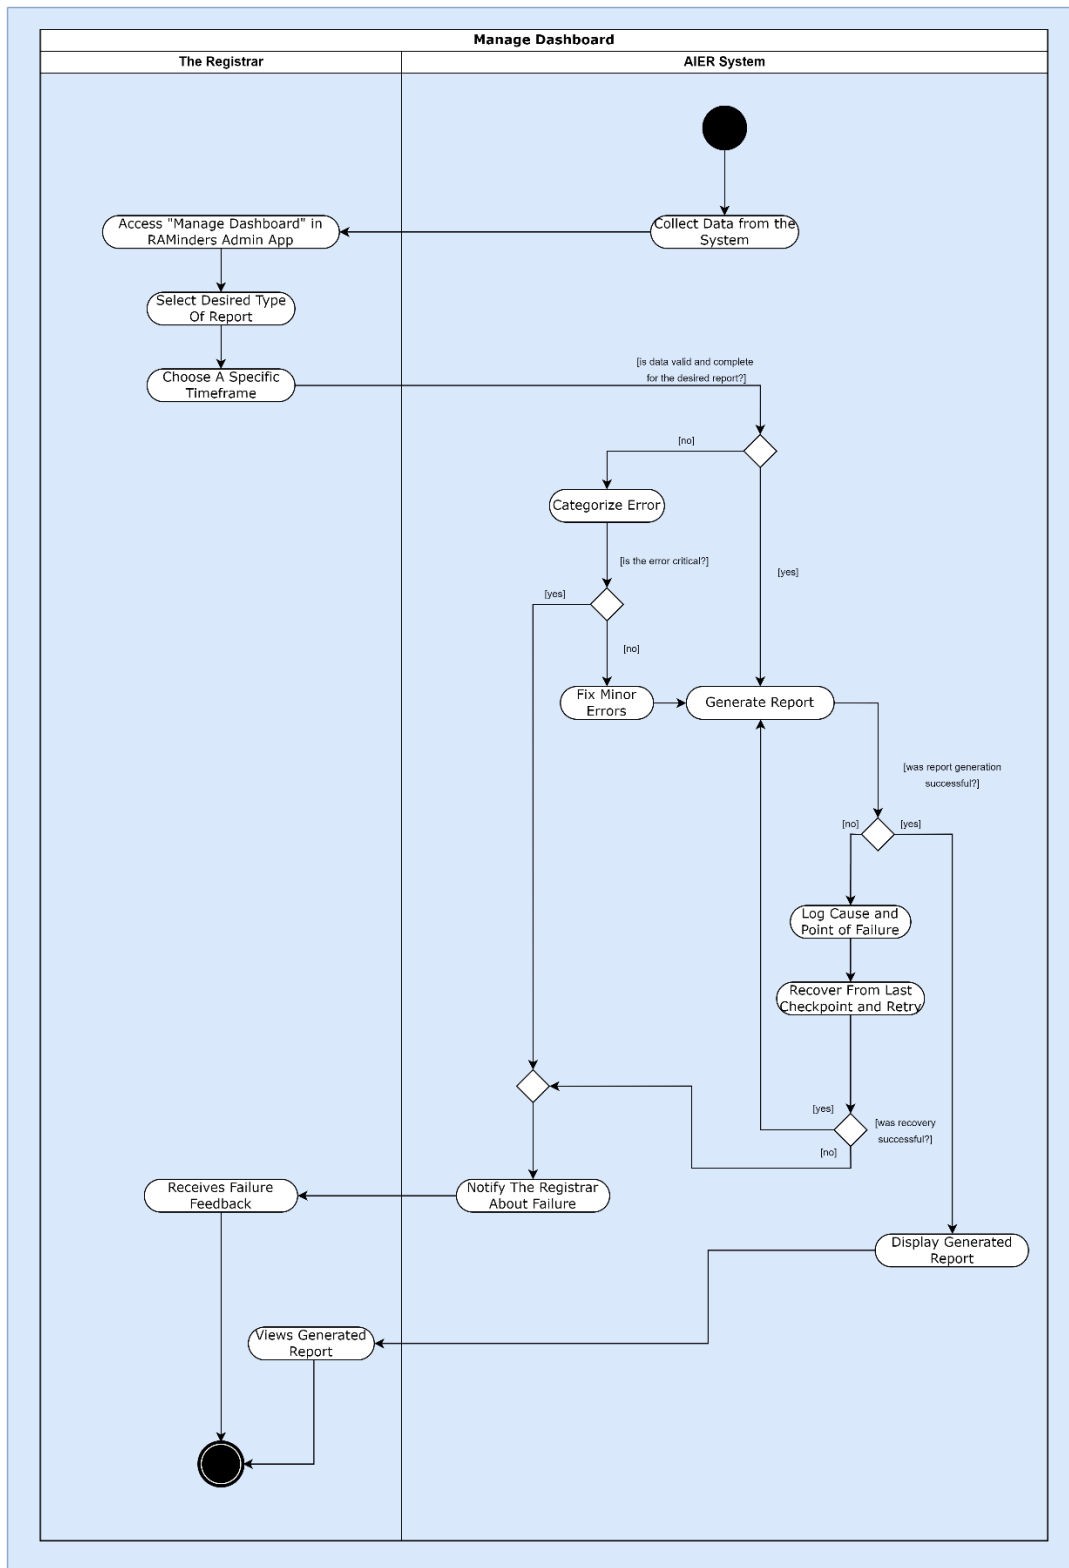 Manage Dashboard
The Registrar
AIER System
Collect Data from the
System
Access "Manage Dashboard" in
RAMinders Admin App
Select Desired Type
Of Report
Choose A Specific
Timeframe
[is data valid and complete
for the desired report?]
[no]
Categorize Error
[is the error critical?]
[yes]
[yes]
[no]
Fix Minor
Errors
Generate Report
[was report generation
successful?]
[no]
[yes]
Log Cause and
Point of Failure
Recover From Last
Checkpoint and Retry
[yes]
[was recovery
successful?]
[no]
Notify The Registrar
About Failure
Receives Failure
Feedback
Display Generated
Report
Views Generated
Report